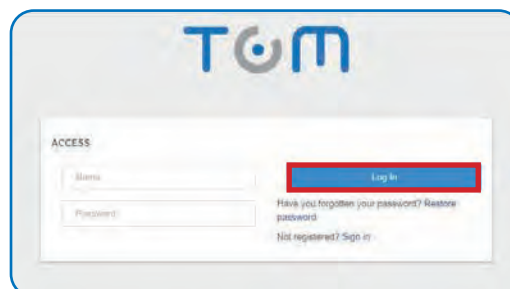 TOM
ACCESS
Name
Log In
Password
Have you forgotten your password? Restore
password
Not registered? Sign in